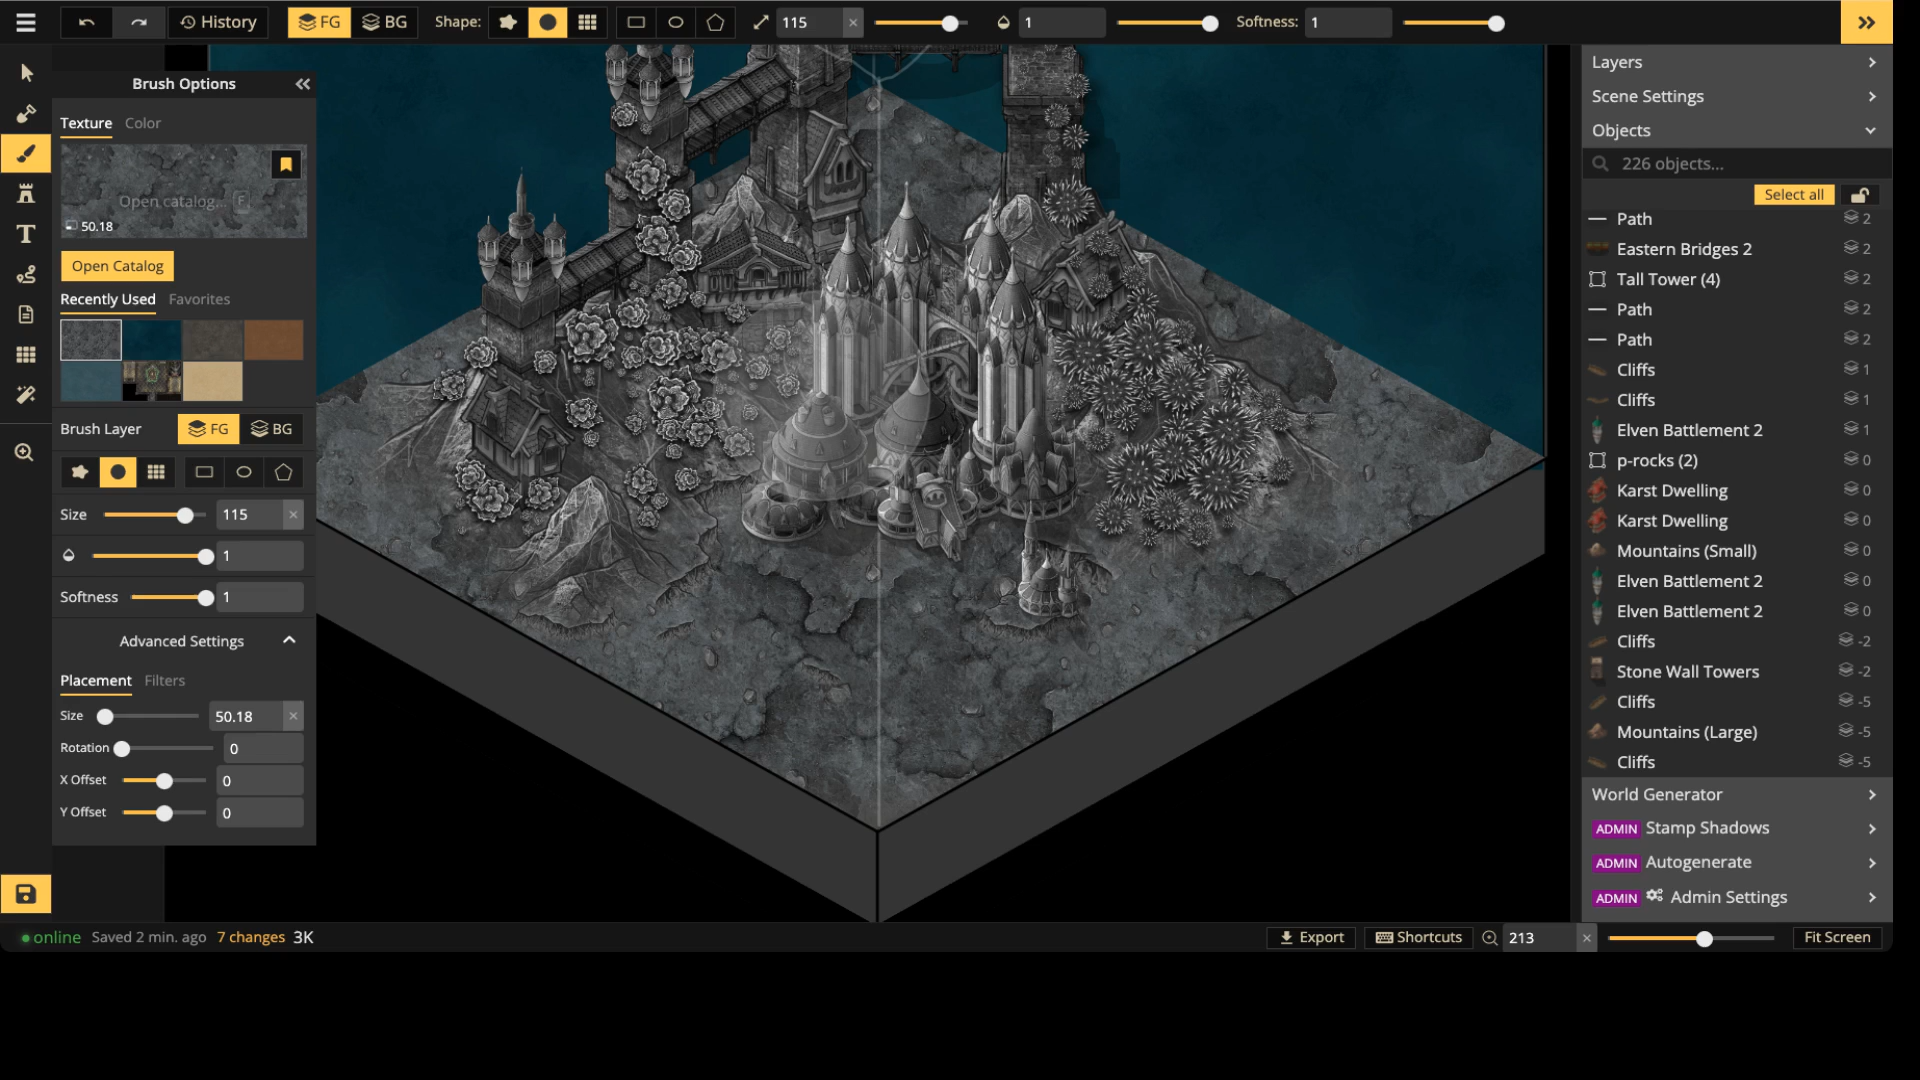 History
FG
BG
Shape:
115
1
Softness:
1
Brush Options
Texture
Color
Open catalog...
F
50.18
Open Catalog
Recently Used
Favorites
Brush Layer
FG
BG
Size
115
1
Softness
1
Advanced Settings
Placement
Filters
Size
50.18
Rotation
0
X Offset
0
Y Offset
0
Layers
Scene Settings
Objects
226 objects...
Select all
Path 2
Eastern Bridges 2 2
Tall Tower (4) 2
Path 2
Path 2
Cliffs 1
Cliffs 1
Elven Battlement 2 1
p-rocks (2) 0
Karst Dwelling 0
Karst Dwelling 0
Mountains (Small) 0
Elven Battlement 2 0
Elven Battlement 2 0
Cliffs -2
Stone Wall Towers -2
Cliffs -5
Mountains (Large) -5
Cliffs -5
World Generator
ADMIN Stamp Shadows
ADMIN Autogenerate
ADMIN Admin Settings
online Saved 2 min. ago 7 changes 3K
Export
Shortcuts
213
Fit Screen